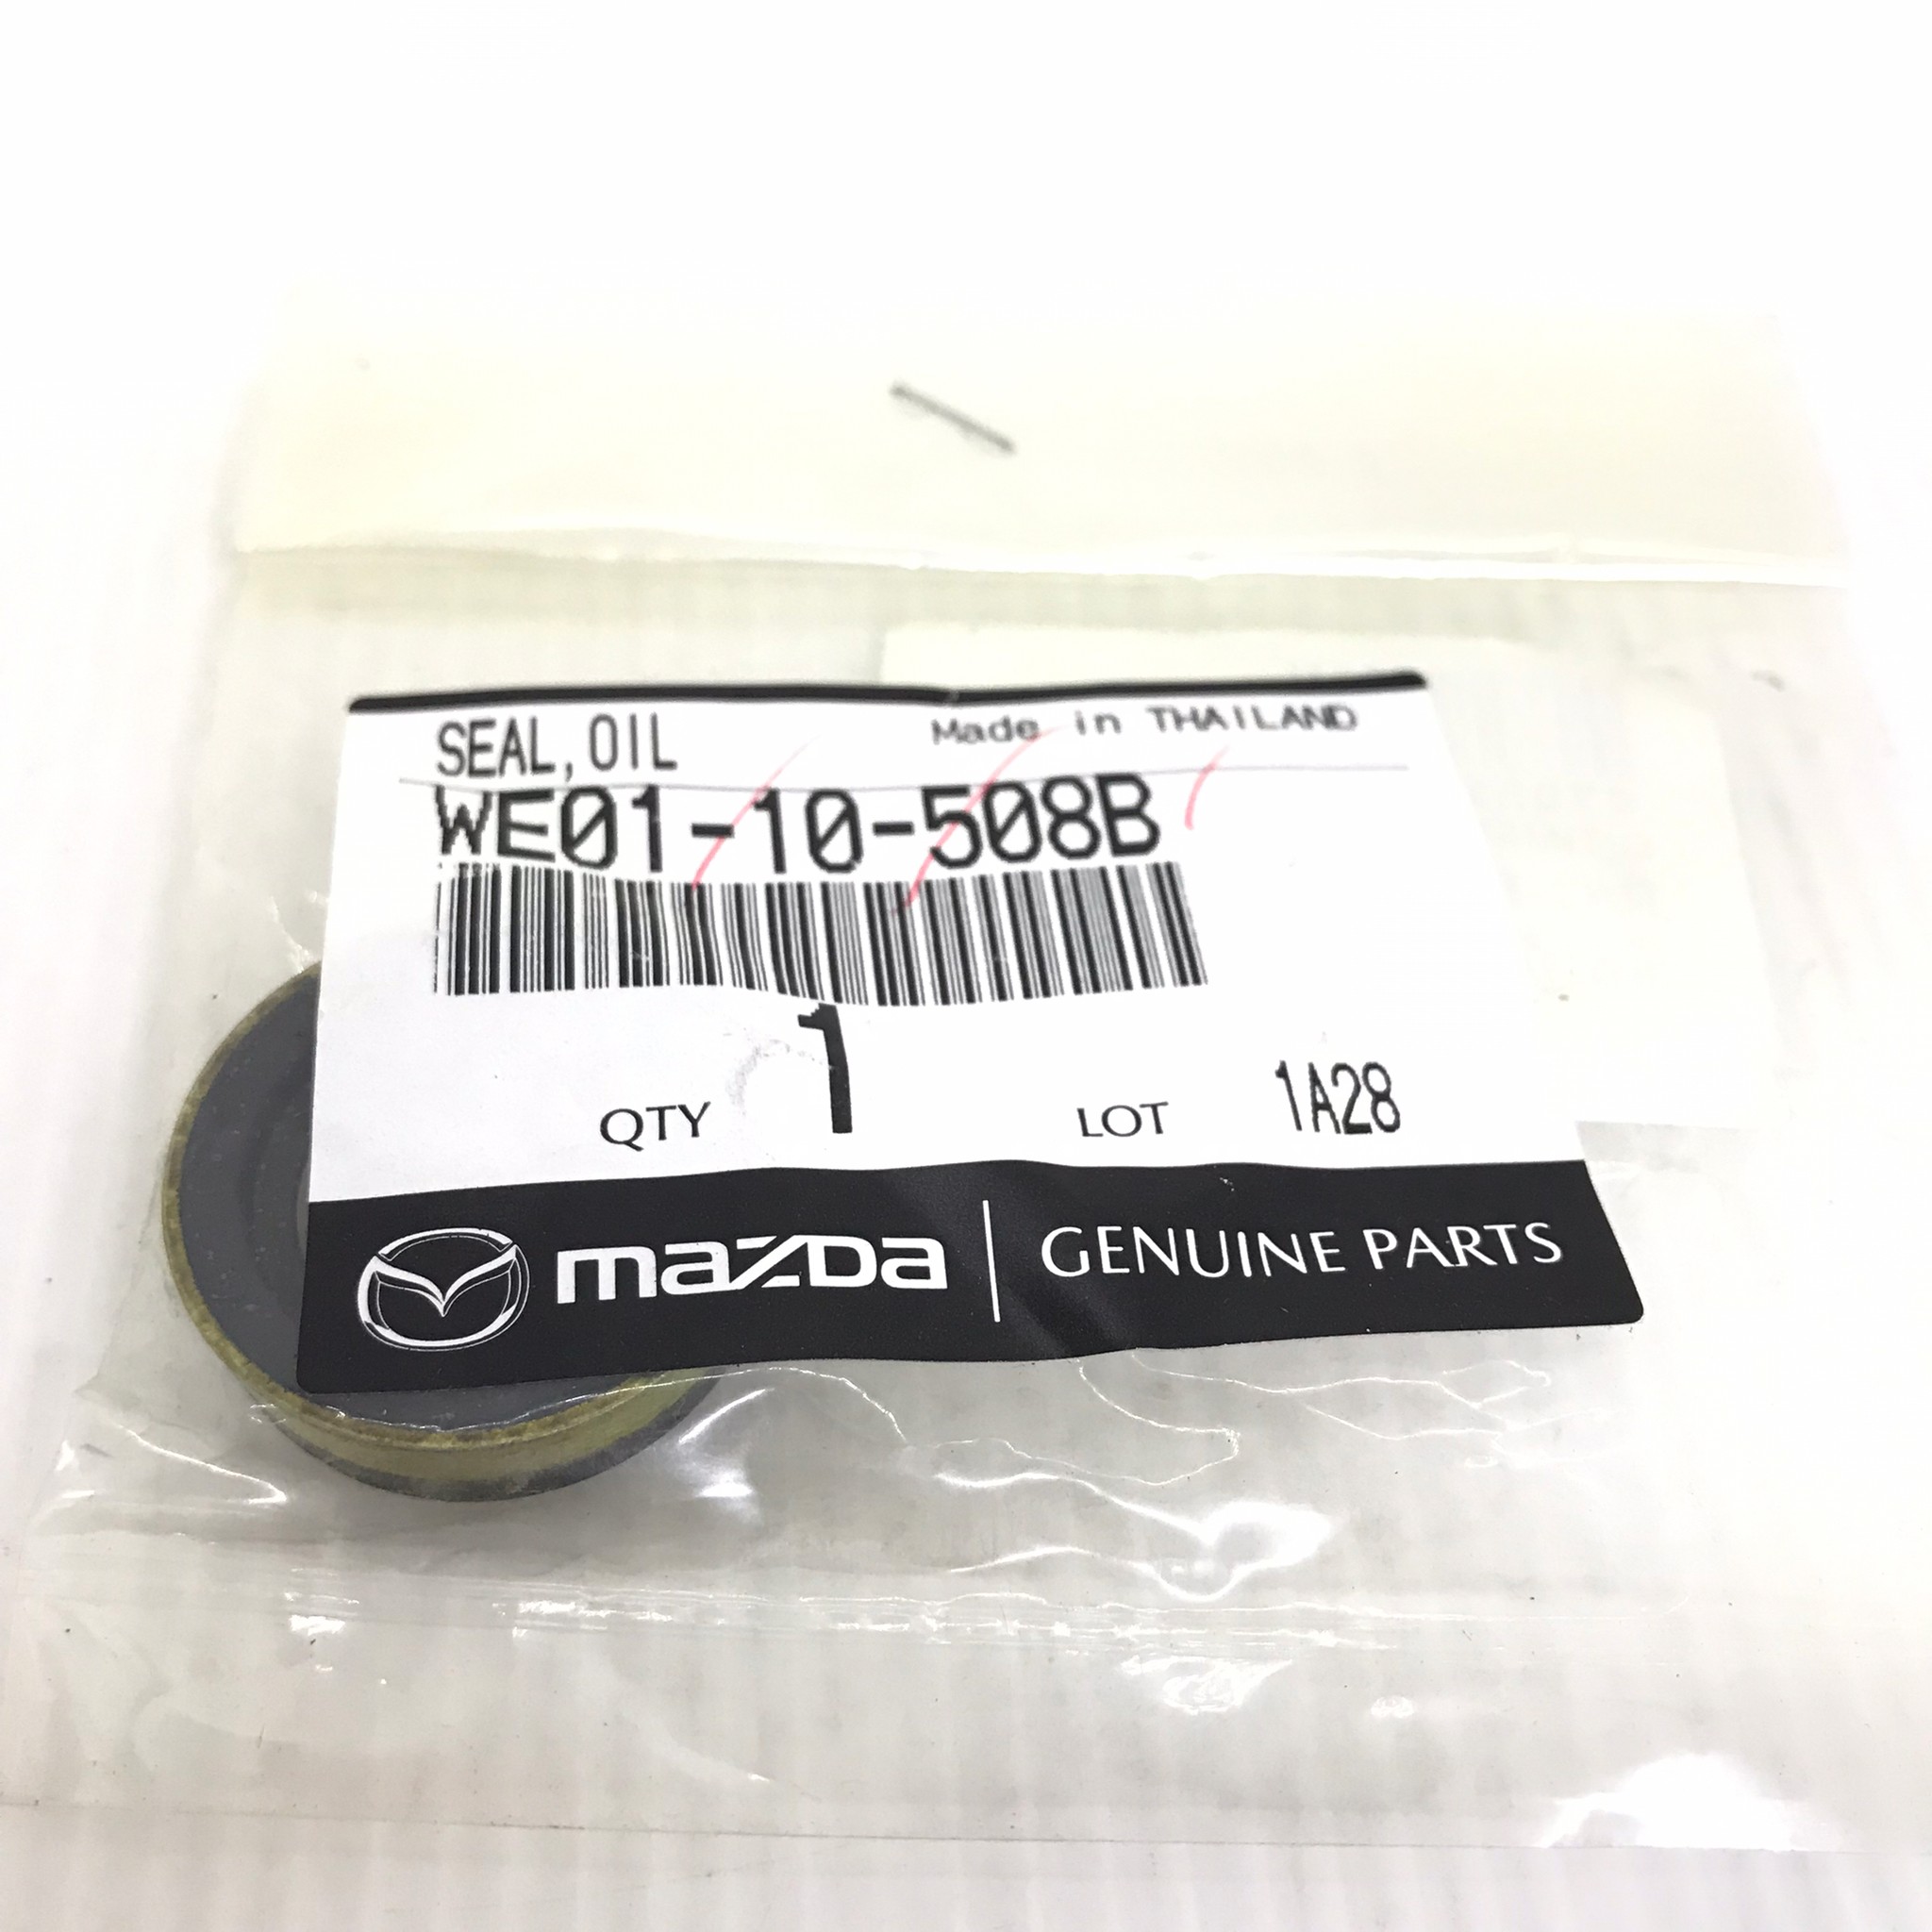 SEAL,OIL Made in THAILAND
WE01-10-508B
QTY 1 LOT 1A28
mazda | GENUINE PARTS